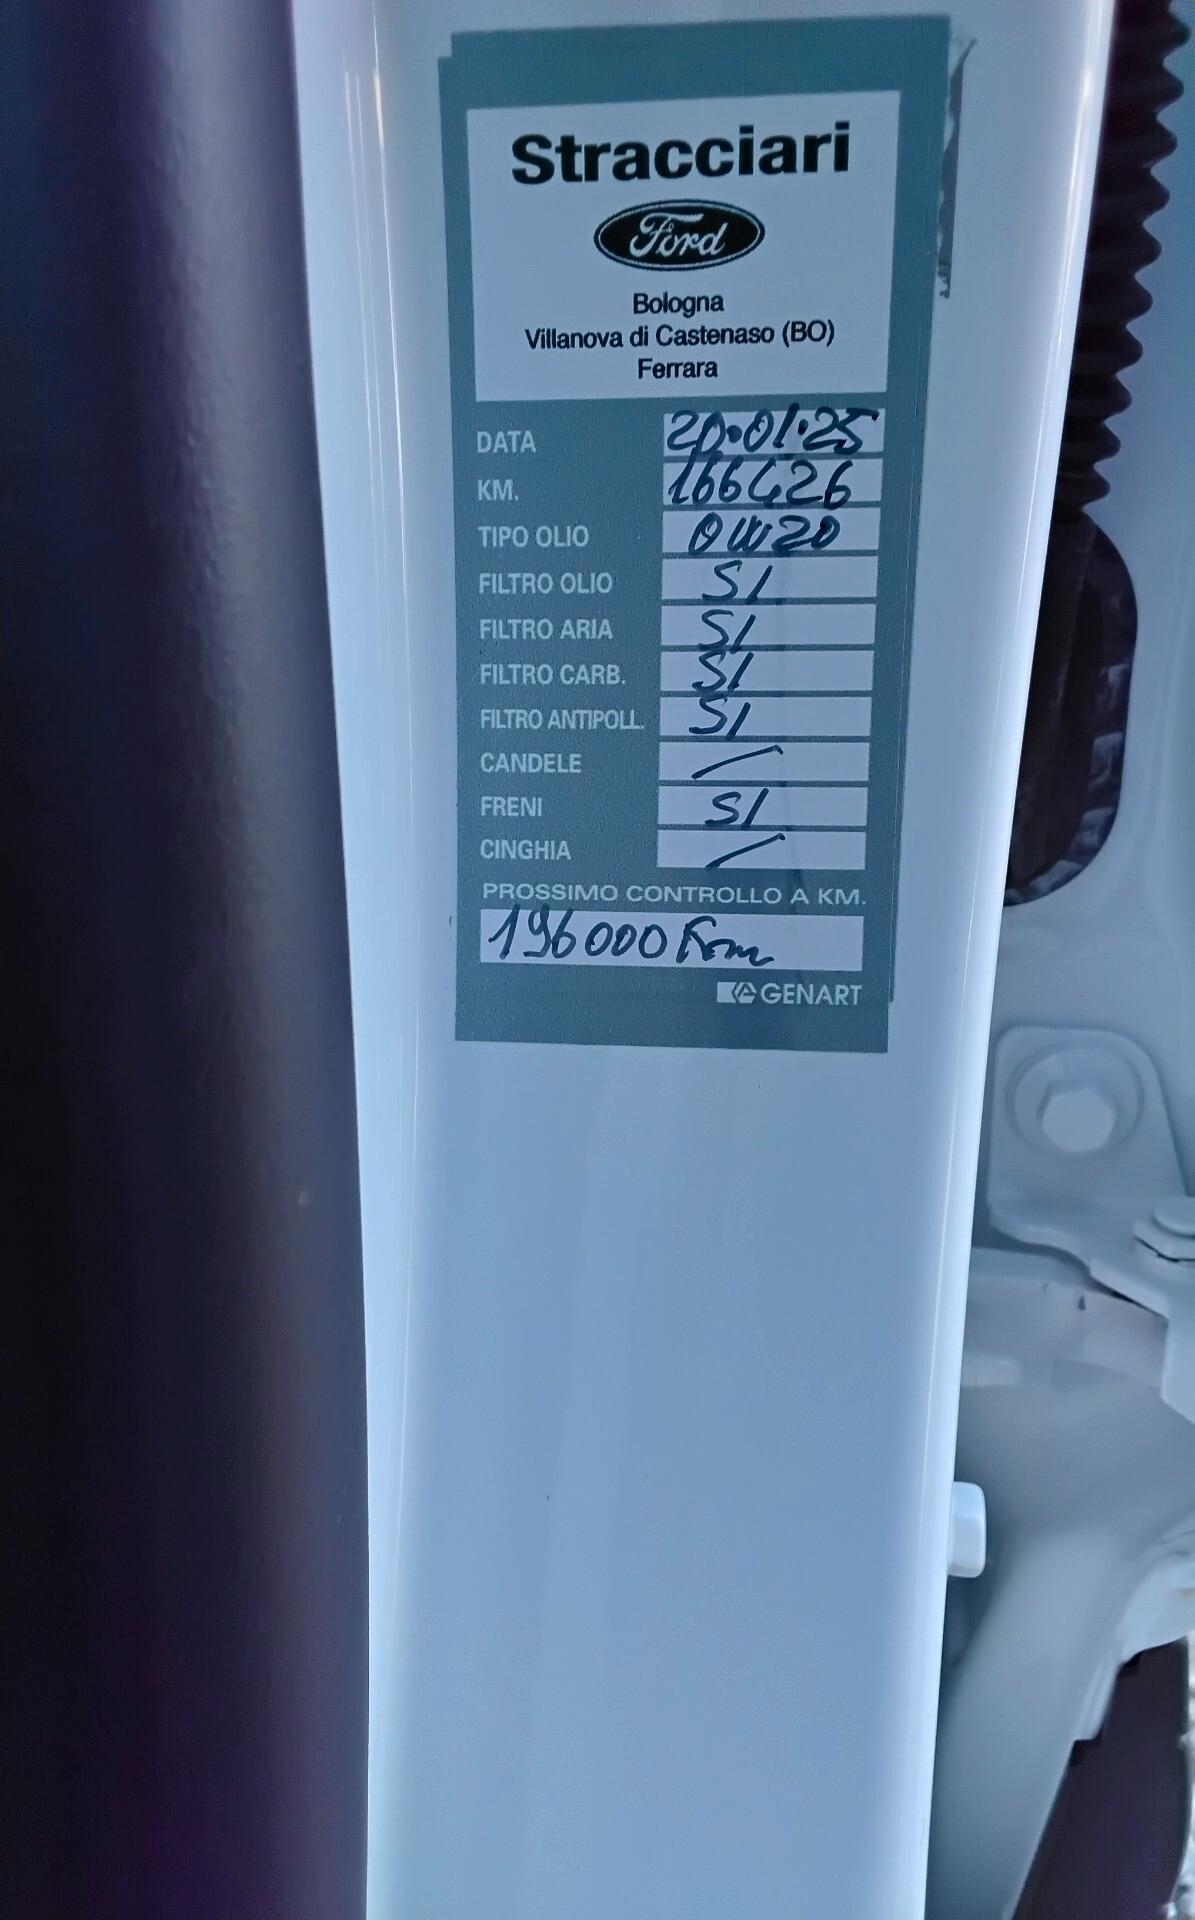 Stracciari
Ford
Bologna
Villanova di Castenaso (BO)
Ferrara
DATA 20.01.25
KM. 166426
TIPO OLIO 0W20
FILTRO OLIO SI
FILTRO ARIA SI
FILTRO CARB. SI
FILTRO ANTIPOLL. SI
CANDELE /
FRENI SI
CINGHIA /
PROSSIMO CONTROLLO A KM.
196000 Km
GENART